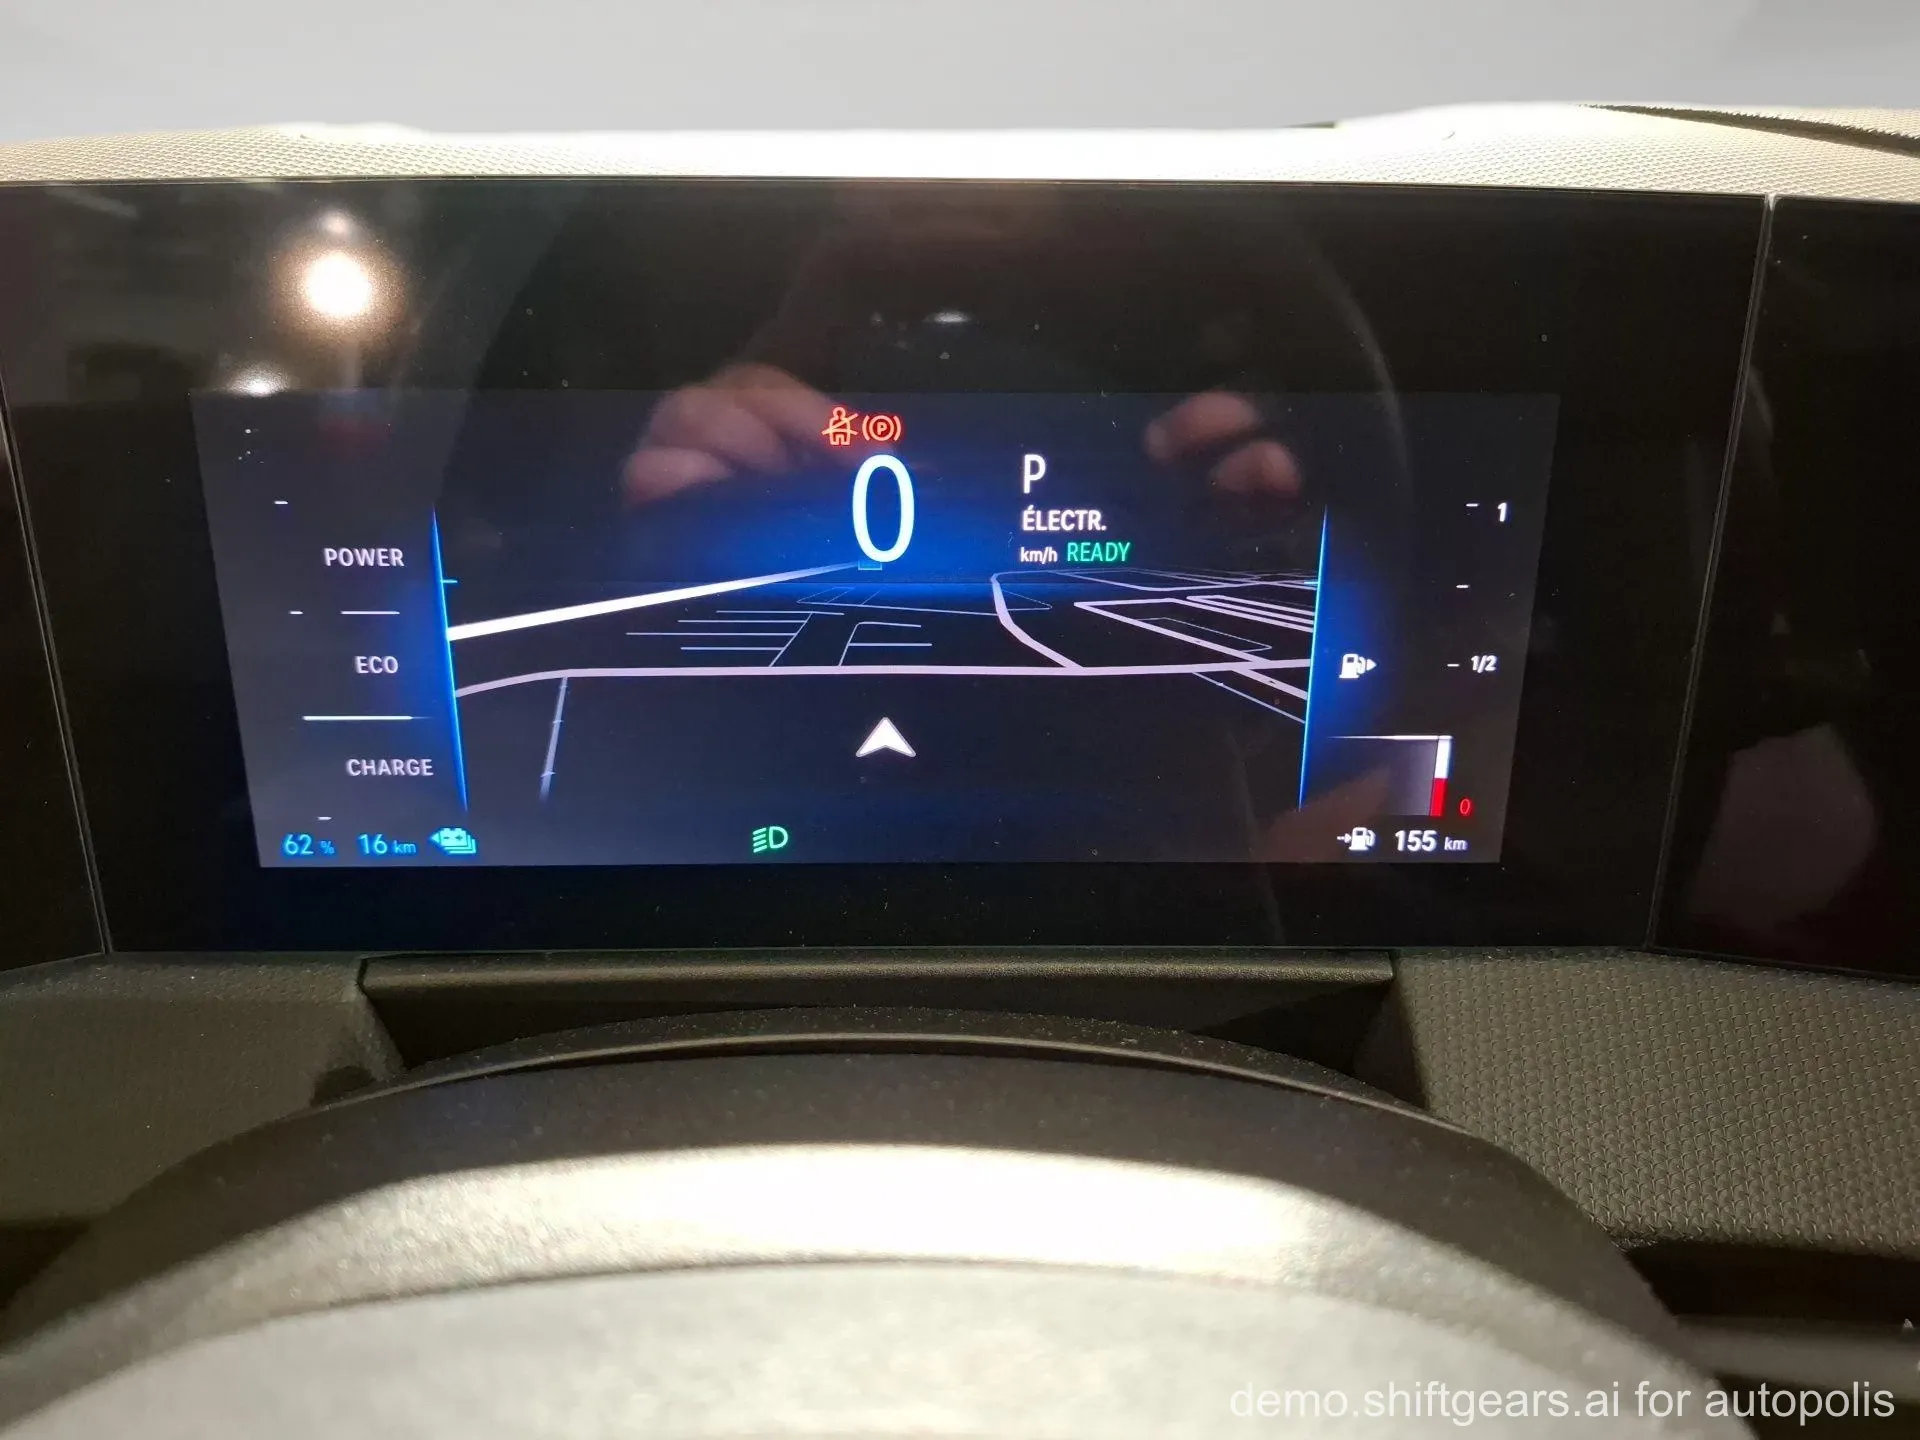 0
P
ÉLECTR.
km/h READY
POWER
ECO
CHARGE
1
1/2
0
62 % 16 km
155 km
demo.shiftgears.ai for autopolis